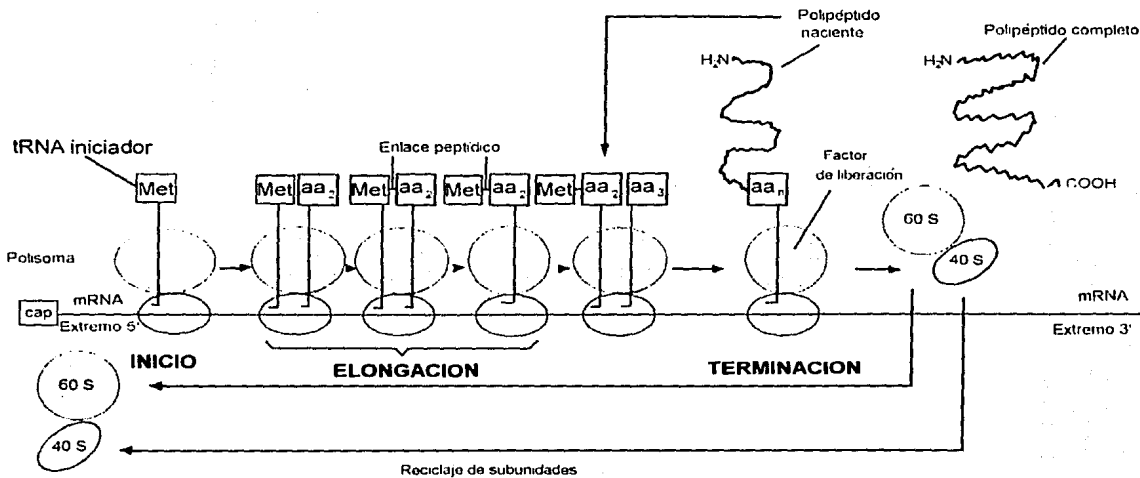 Polipéptido
naciente
Polipéptido completo
H₂N
H₂N
tRNA iniciador
Enlace peptídico
Factor
de liberación
Met
Met aa₂
Met aa₂
Met aa₂
Met aa₂ aa₃
aaₙ
COOH
60 S
40 S
Polisoma
cap
mRNA
Extremo 5'
mRNA
Extremo 3'
INICIO
ELONGACION
TERMINACION
60 S
40 S
Reciclaje de subunidades